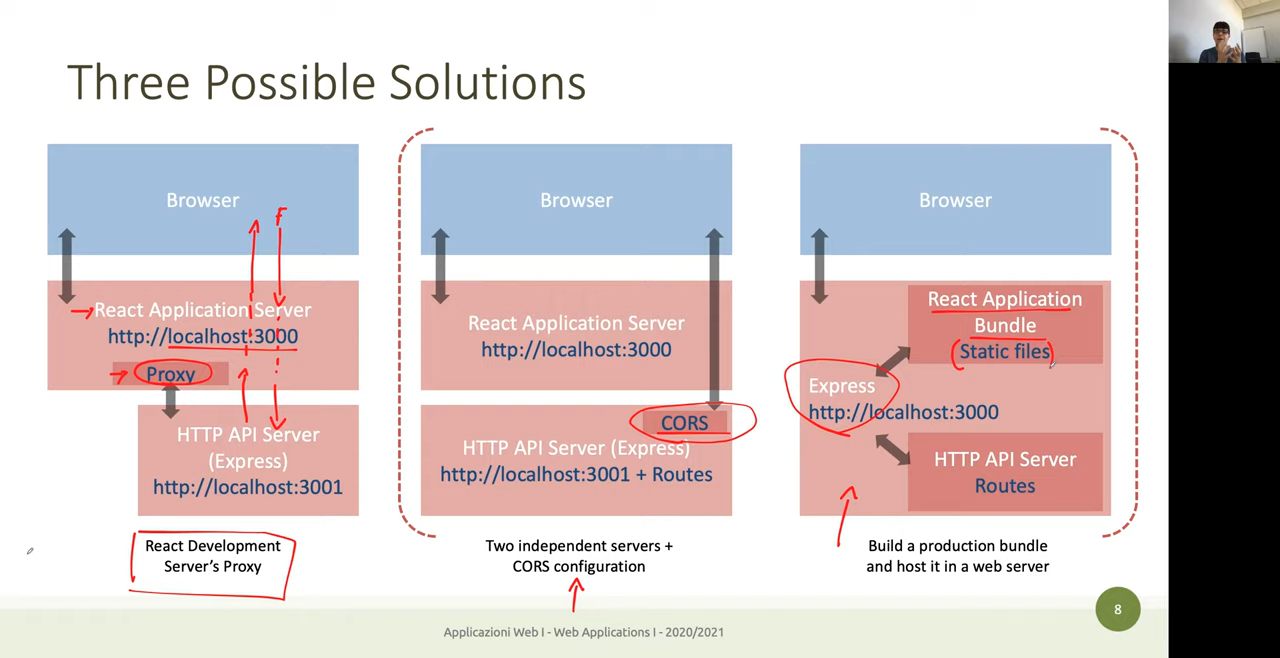 Three Possible Solutions
Browser
F
React Application Server
http://localhost:3000
Proxy
HTTP API Server
(Express)
http://localhost:3001
React Development
Server's Proxy
Browser
React Application Server
http://localhost:3000
CORS
HTTP API Server (Express)
http://localhost:3001 + Routes
Two independent servers +
CORS configuration
Browser
React Application
Bundle
(Static files)
Express
http://localhost:3000
HTTP API Server
Routes
Build a production bundle
and host it in a web server
Applicazioni Web I - Web Applications I - 2020/2021
8